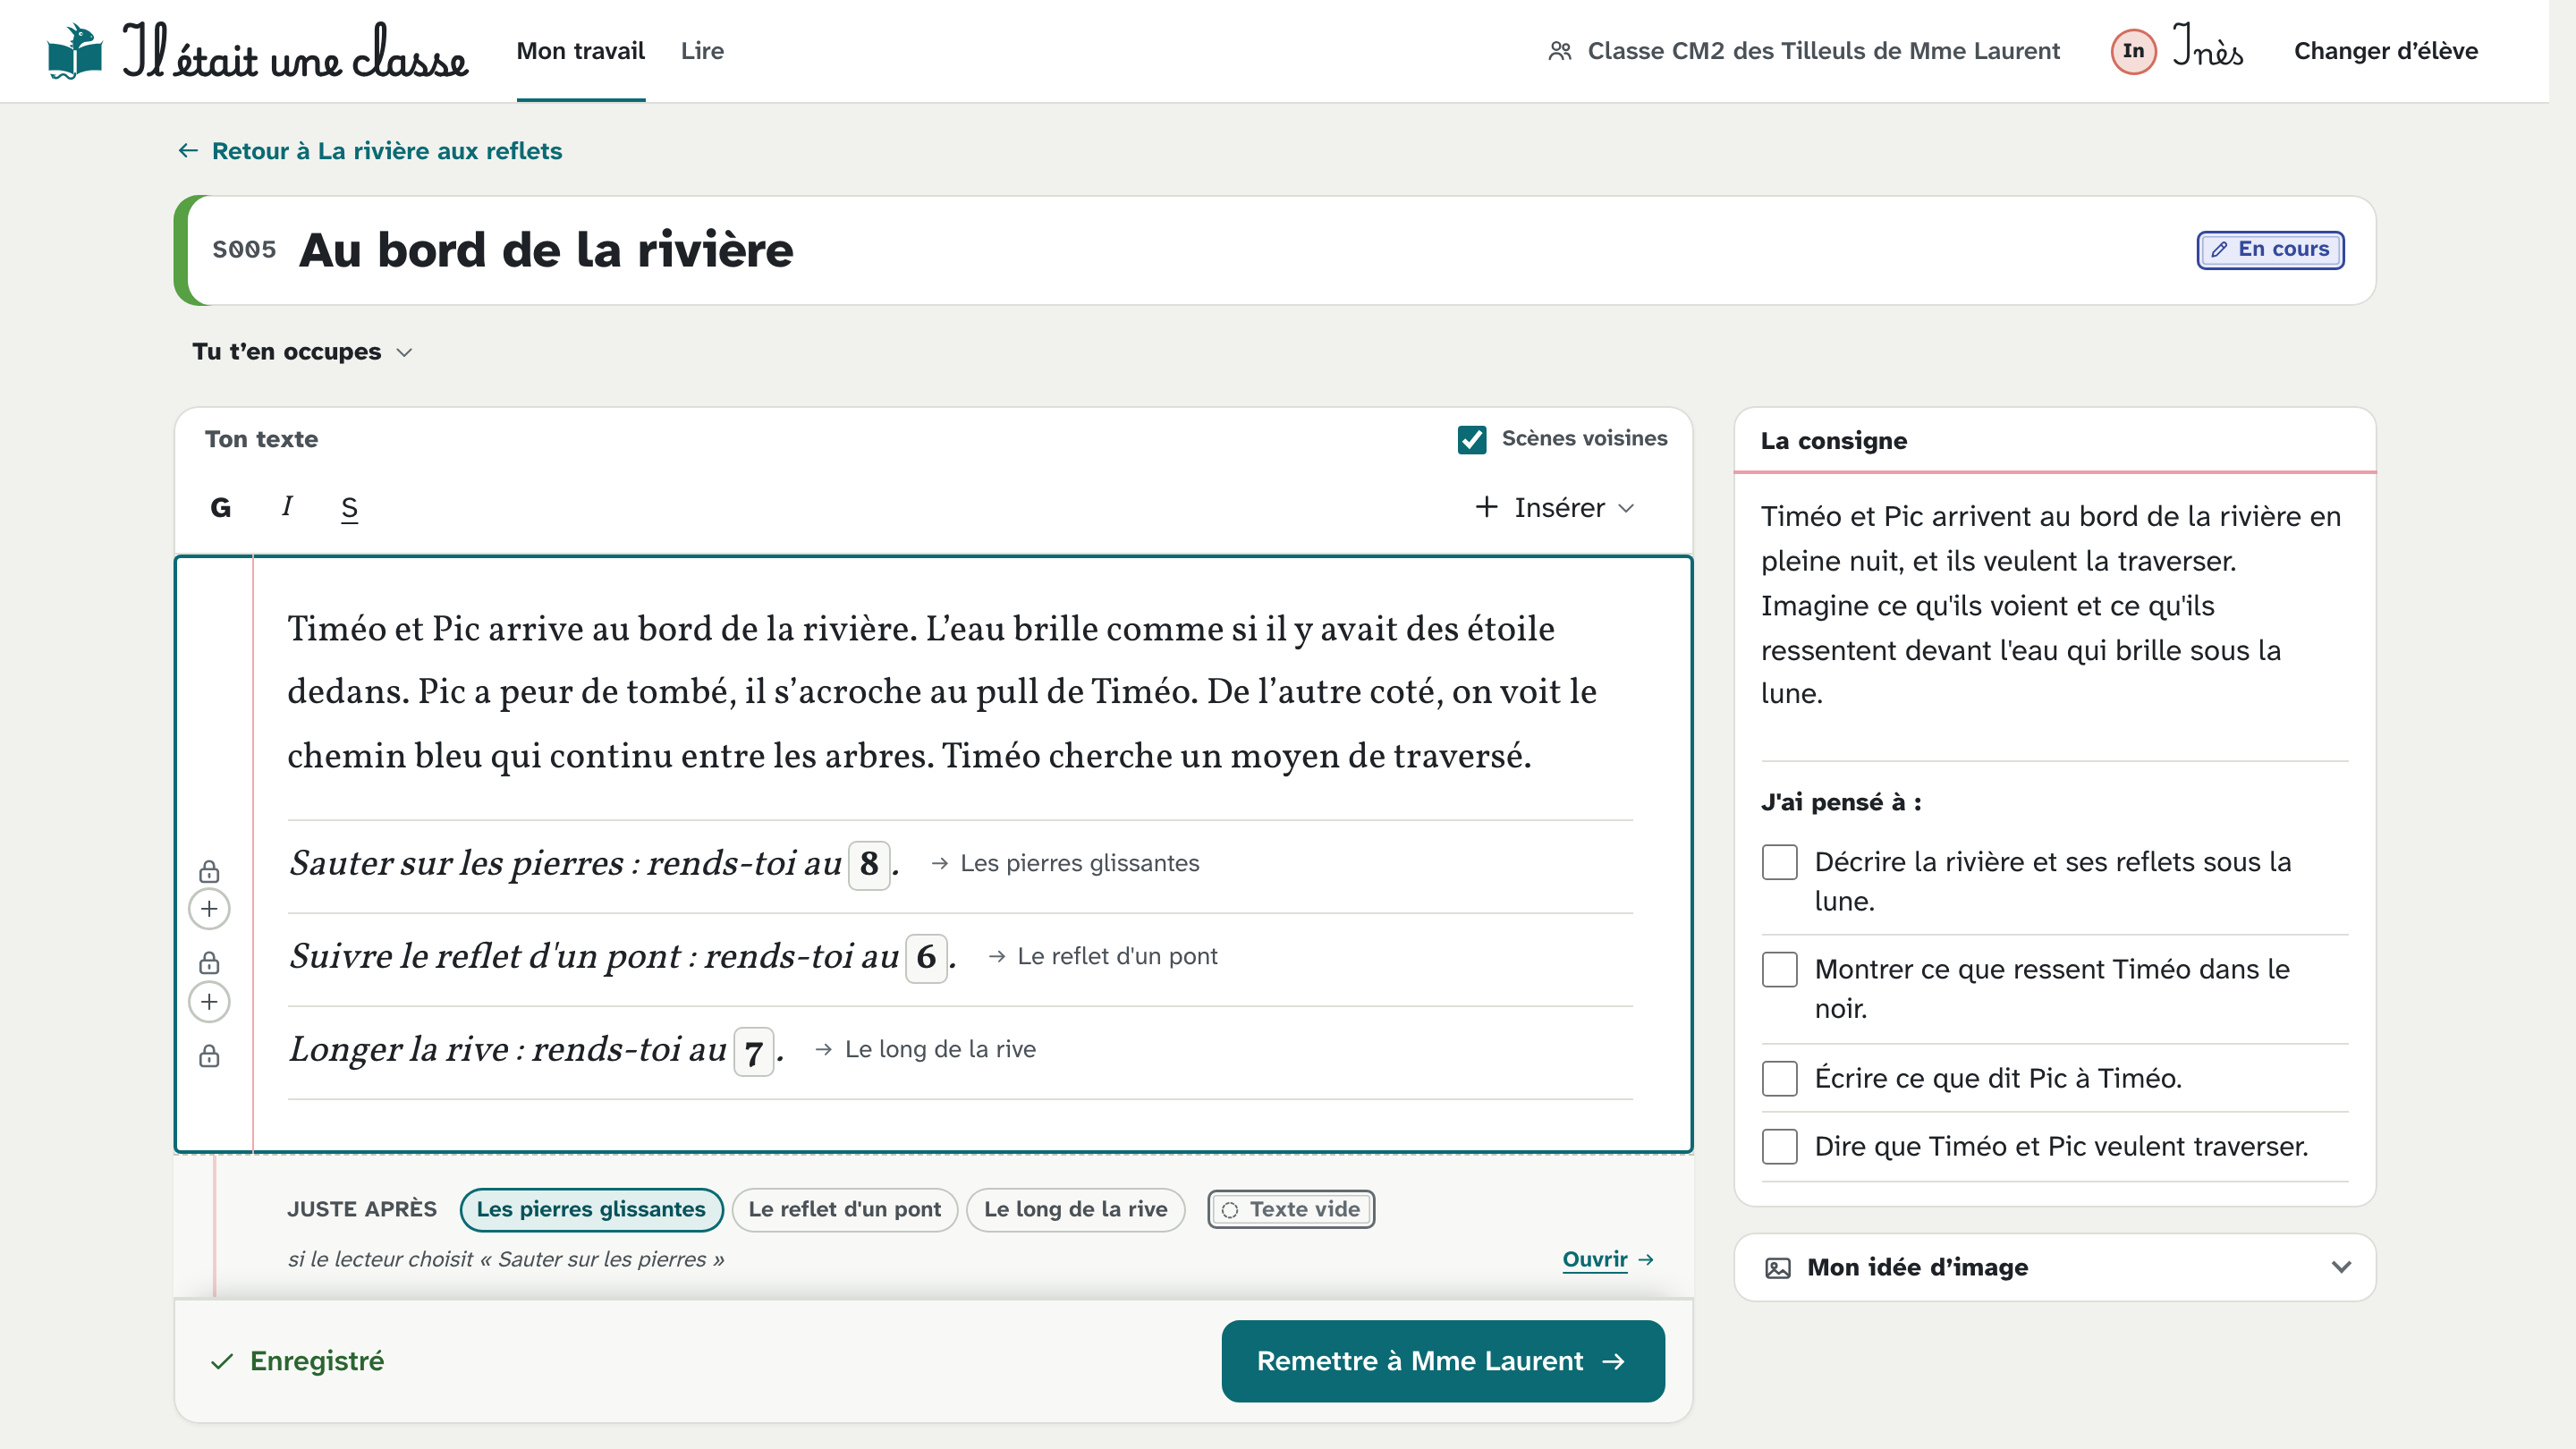 Il était une classe
Mon travail
Lire
Classe CM2 des Tilleuls de Mme Laurent
In
Inès
Changer d’élève
← Retour à La rivière aux reflets
S005
Au bord de la rivière
En cours
Tu t’en occupes
Ton texte
Scènes voisines
G
I
S
+ Insérer
Timéo et Pic arrive au bord de la rivière. L’eau brille comme si il y avait des étoile
dedans. Pic a peur de tombé, il s’acroche au pull de Timéo. De l’autre coté, on voit le
chemin bleu qui continu entre les arbres. Timéo cherche un moyen de traversé.
Sauter sur les pierres : rends-toi au 8. → Les pierres glissantes
Suivre le reflet d'un pont : rends-toi au 6. → Le reflet d'un pont
Longer la rive : rends-toi au 7. → Le long de la rive
JUSTE APRÈS
Les pierres glissantes
Le reflet d'un pont
Le long de la rive
Texte vide
si le lecteur choisit « Sauter sur les pierres »
Ouvrir →
Enregistré
Remettre à Mme Laurent →
La consigne
Timéo et Pic arrivent au bord de la rivière en
pleine nuit, et ils veulent la traverser.
Imagine ce qu'ils voient et ce qu'ils
ressentent devant l'eau qui brille sous la
lune.
J'ai pensé à :
Décrire la rivière et ses reflets sous la
lune.
Montrer ce que ressent Timéo dans le
noir.
Écrire ce que dit Pic à Timéo.
Dire que Timéo et Pic veulent traverser.
Mon idée d’image